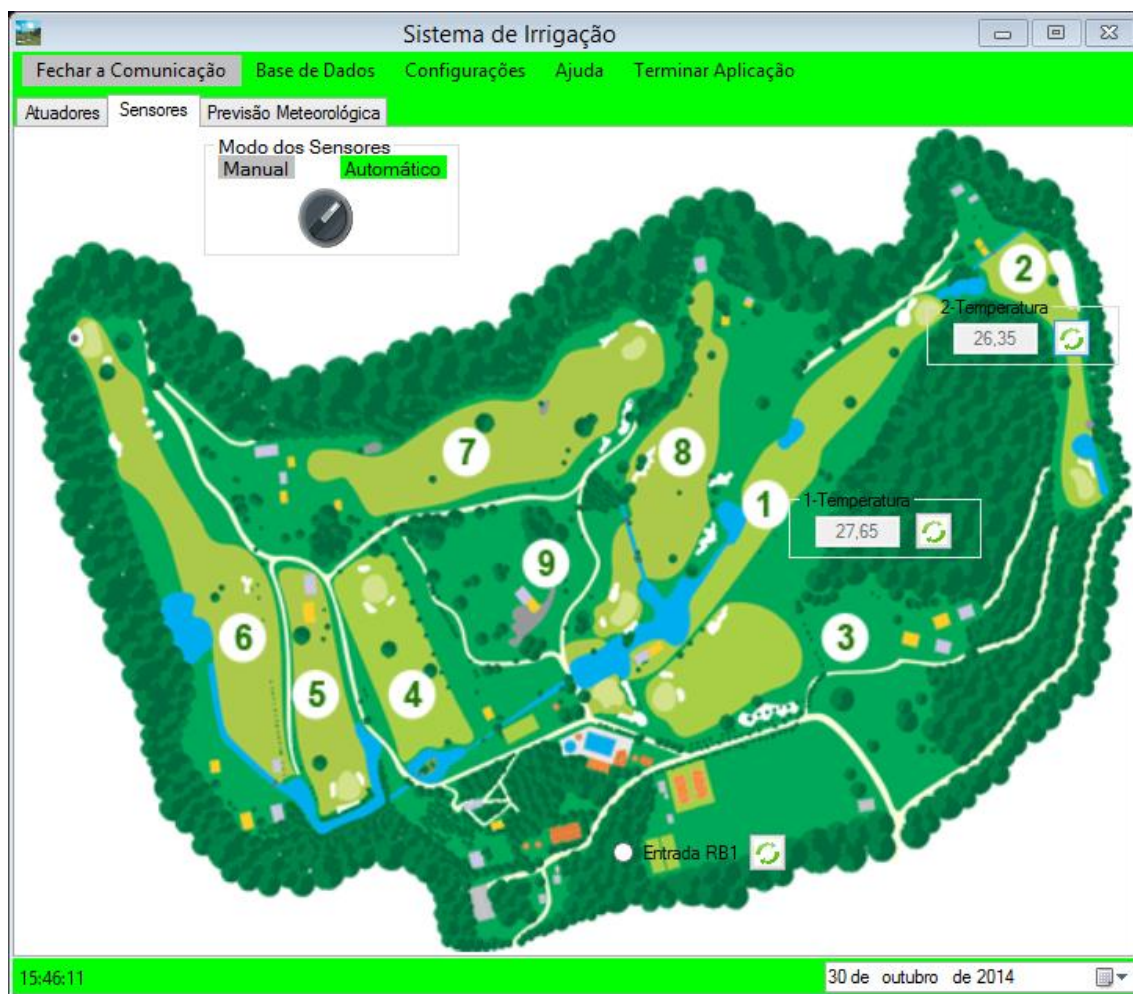 Sistema de Irrigação
Fechar a Comunicação Base de Dados Configurações Ajuda Terminar Aplicação
Atuadores Sensores Previsão Meteorológica
Modo dos Sensores
Manual Automático
2
2-Temperatura
26,35
7
8
1
1-Temperatura
27,65
9
6
3
5
4
Entrada RB1
15:46:11 30 de outubro de 2014